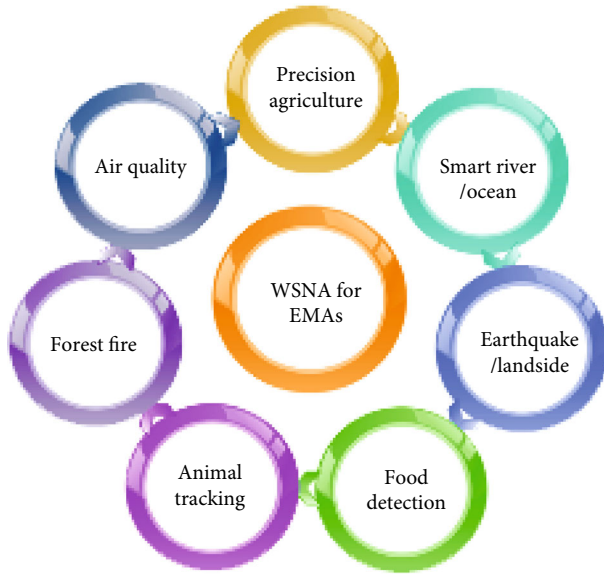 Precision
agriculture
Smart river
/ocean
Earthquake
/landside
Food
detection
Animal
tracking
Forest fire
Air quality
WSNA for
EMAs